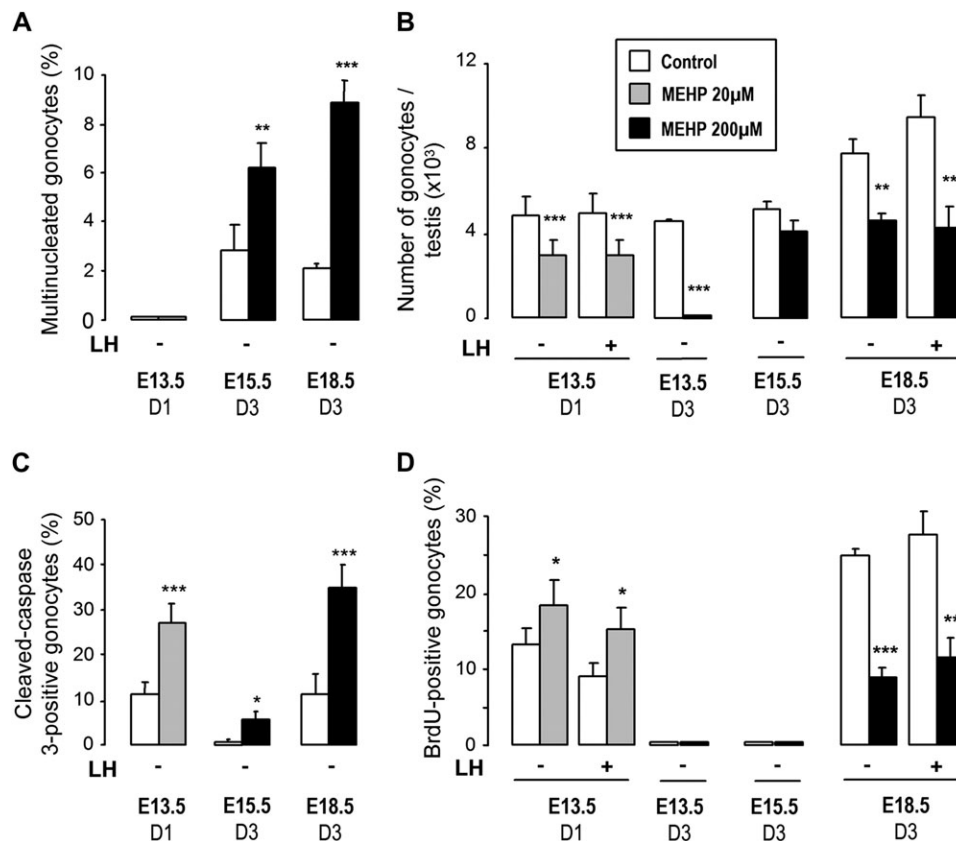 A
Multinucleated gonocytes (%)
10
8
6
4
2
0
**
***
LH
- - -
E13.5 E15.5 E18.5
D1 D3 D3
B
Number of gonocytes /
testis (x10³)
12
8
4
0
Control
MEHP 20µM
MEHP 200µM
*** *** *** ** **
LH
- + - - - +
E13.5 E13.5 E15.5 E18.5
D1 D3 D3 D3
C
Cleaved-caspase
3-positive gonocytes (%)
50
40
30
20
10
0
*** * ***
LH
- - -
E13.5 E15.5 E18.5
D1 D3 D3
D
BrdU-positive gonocytes (%)
30
20
10
0
* * *** **
LH
- + - - - +
E13.5 E13.5 E15.5 E18.5
D1 D3 D3 D3